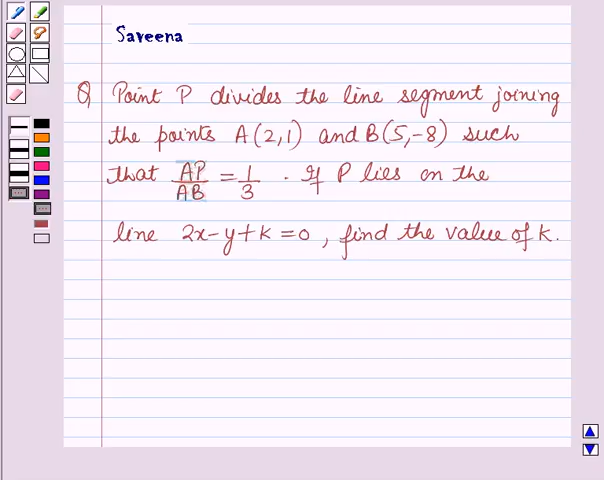 Saveena
Q, Point P divides the line segment joining
the points A(2,1) and B(5,-8) such
that AP/AB = 1/3 . If P lies on the
line 2x-y+k=0, find the value of k.